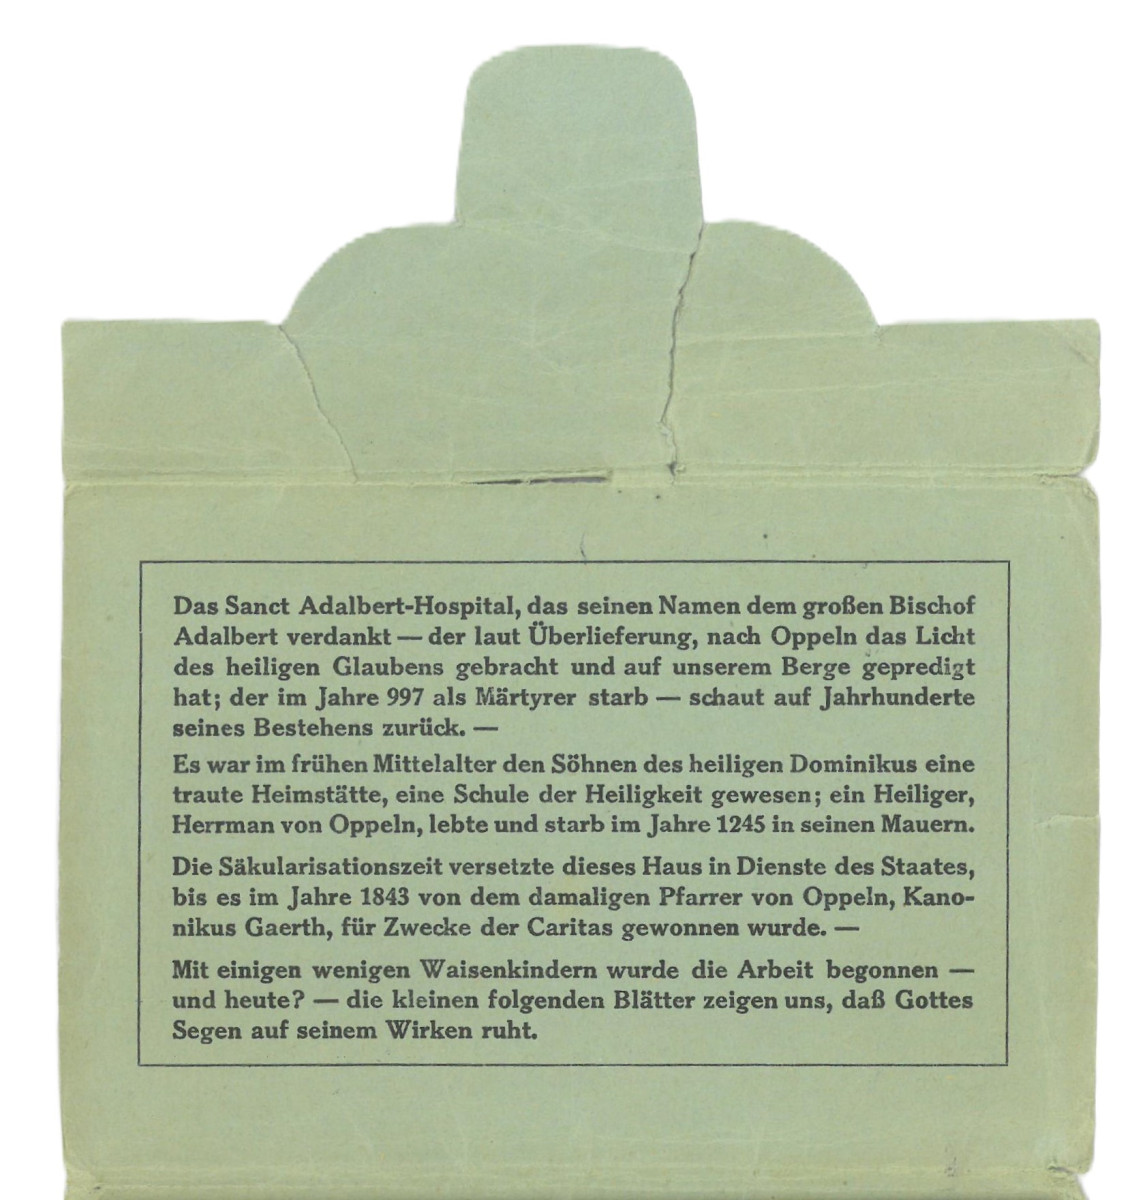 Das Sanct Adalbert-Hospital, das seinen Namen dem großen Bischof
Adalbert verdankt — der laut Überlieferung, nach Oppeln das Licht
des heiligen Glaubens gebracht und auf unserem Berge gepredigt
hat; der im Jahre 997 als Märtyrer starb — schaut auf Jahrhunderte
seines Bestehens zurück. —
Es war im frühen Mittelalter den Söhnen des heiligen Dominikus eine
traute Heimstätte, eine Schule der Heiligkeit gewesen; ein Heiliger,
Herrman von Oppeln, lebte und starb im Jahre 1245 in seinen Mauern.
Die Säkularisationszeit versetzte dieses Haus in Dienste des Staates,
bis es im Jahre 1843 von dem damaligen Pfarrer von Oppeln, Kano-
nikus Gaerth, für Zwecke der Caritas gewonnen wurde. —
Mit einigen wenigen Waisenkindern wurde die Arbeit begonnen —
und heute? — die kleinen folgenden Blätter zeigen uns, daß Gottes
Segen auf seinem Wirken ruht.